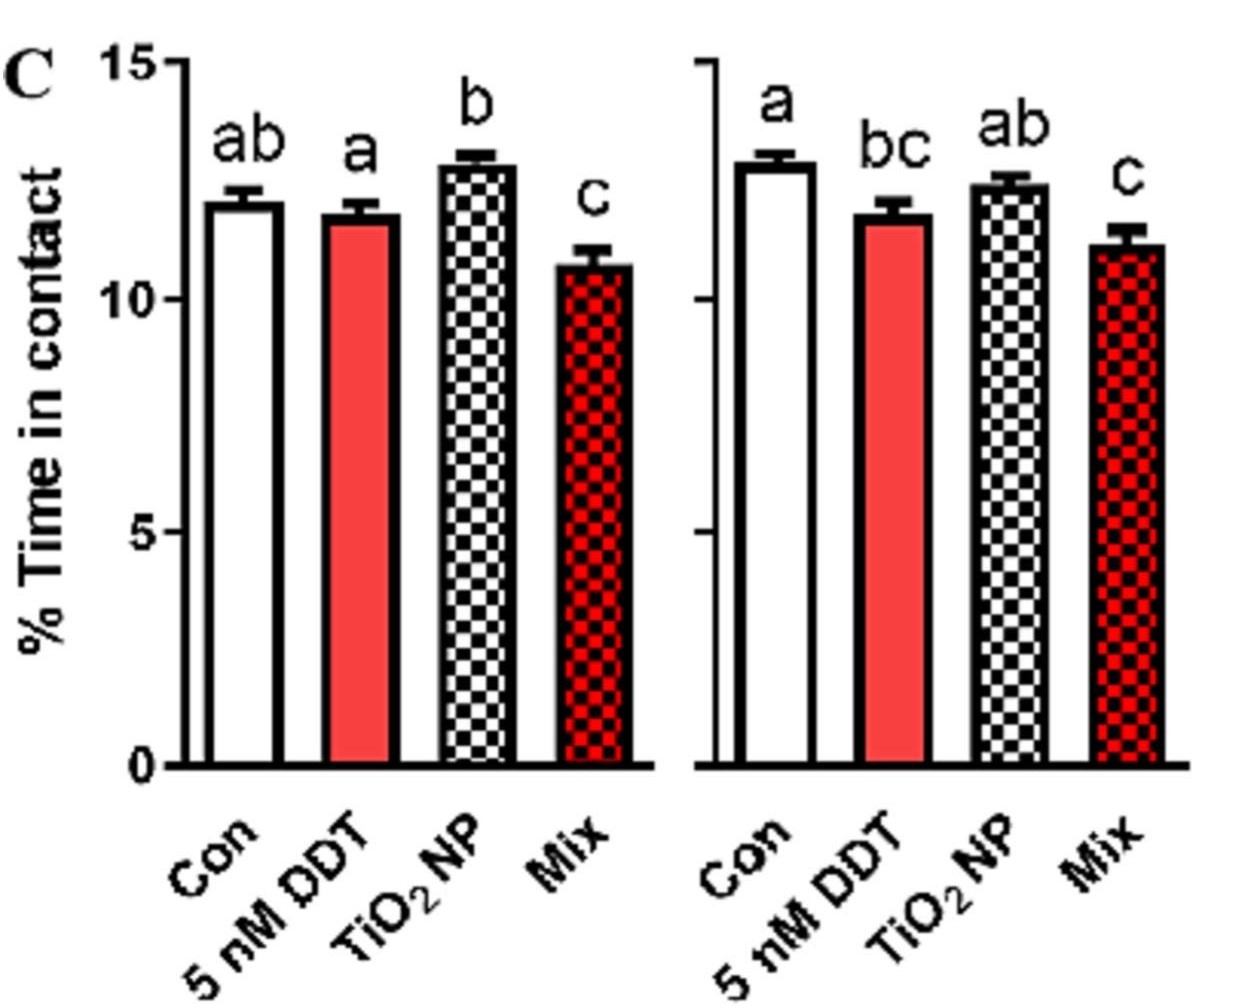 C
% Time in contact
15
10
5
0
ab
a
b
c
a
bc
ab
c
Con
5 nM DDT
TiO₂ NP
Mix
Con
5 nM DDT
TiO₂ NP
Mix